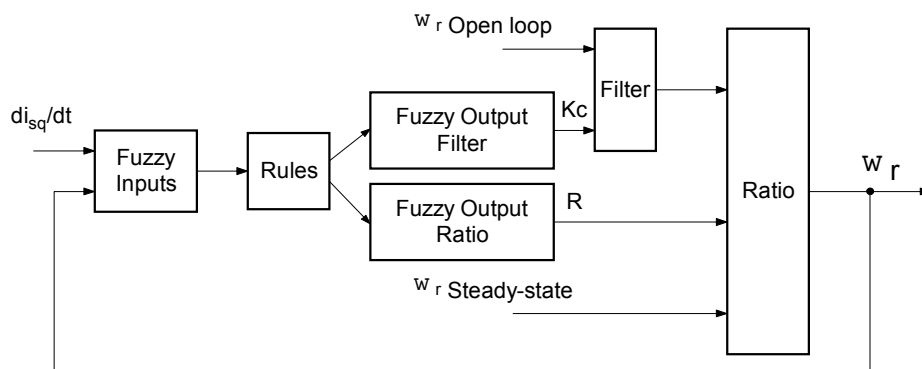 w r Open loop
Filter
Kc
di sq/dt
Fuzzy Output
Filter
Fuzzy
Inputs
Rules
Fuzzy Output
Ratio
R
Ratio
w r
w r Steady-state